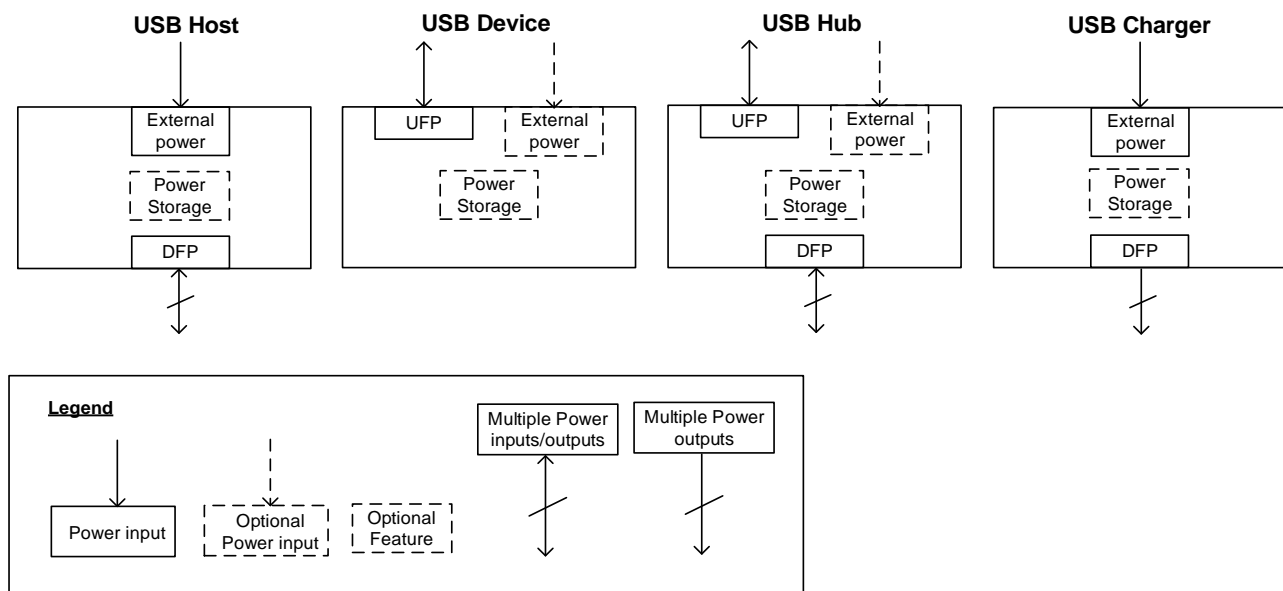 USB Host
USB Device
USB Hub
USB Charger
External
power
Power
Storage
DFP
UFP
External
power
Power
Storage
UFP
External
power
Power
Storage
DFP
External
power
Power
Storage
DFP
Legend
Power input
Optional
Power input
Optional
Feature
Multiple Power
inputs/outputs
Multiple Power
outputs